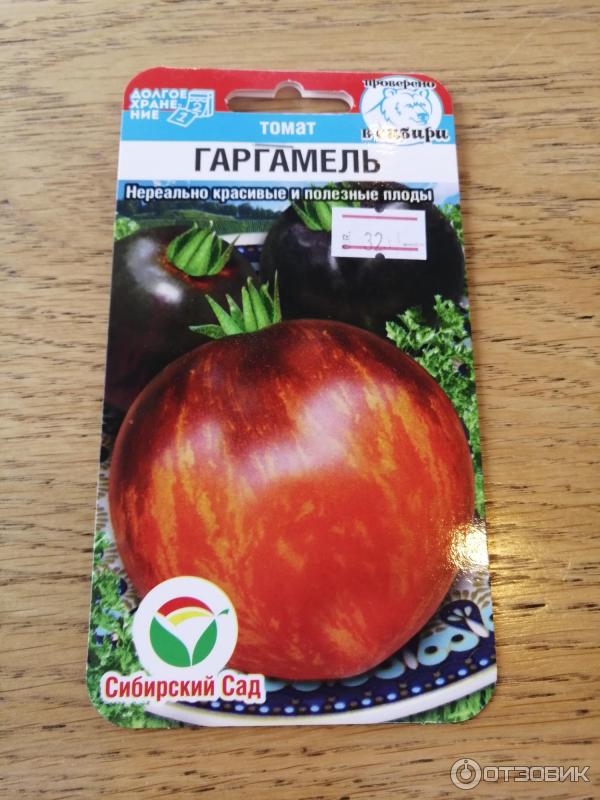 ДОЛГОЕ
ХРАНЕ-
НИЕ
проверено
в сибири
томат
ГАРГАМЕЛЬ
Нереально красивые и полезные плоды
32
Сибирский Сад
ОТЗОВИК